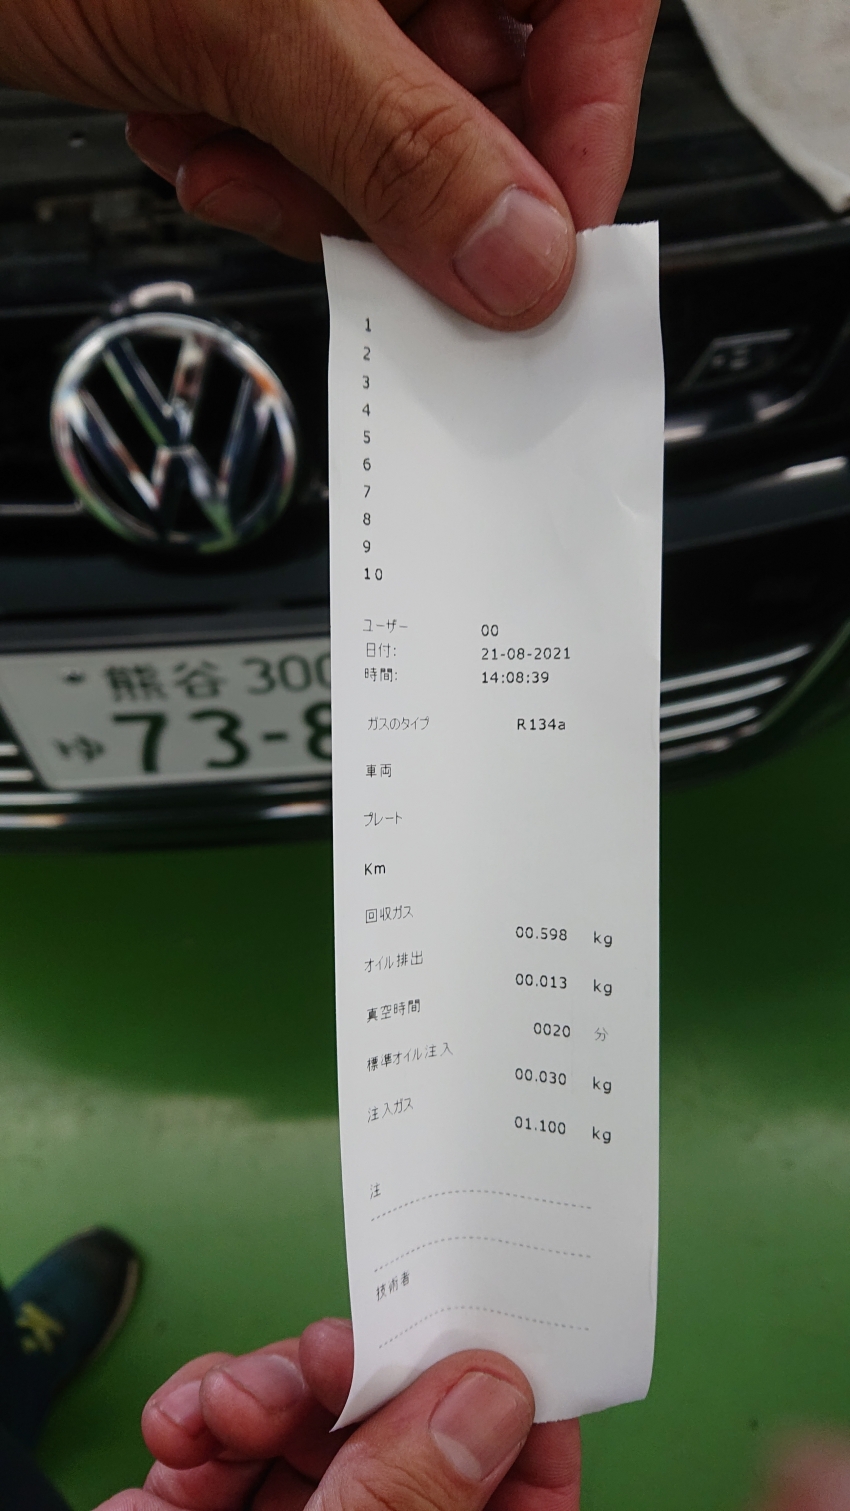 1
2
3
4
5
6
7
8
9
10
ユーザー 00
日付: 21-08-2021
時間: 14:08:39
ガスのタイプ R134a
車両
プレート
Km
回収ガス 00.598 kg
オイル排出 00.013 kg
真空時間 0020 分
標準オイル注入 00.030 kg
注入ガス 01.100 kg
注
技術者
熊谷 300
ゆ 73-8